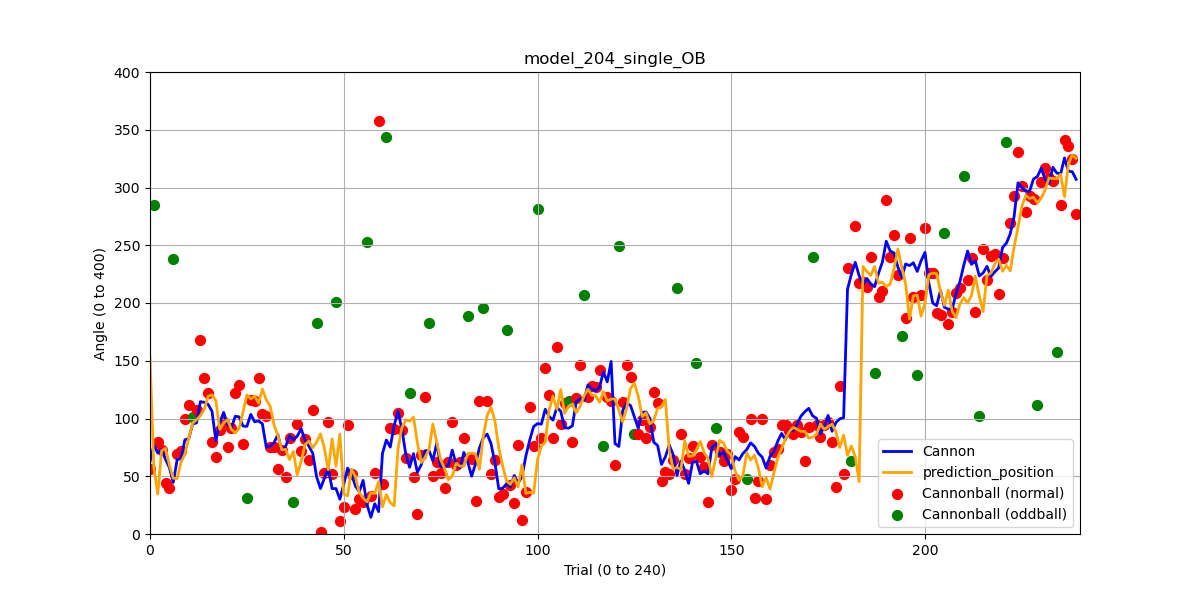 model_204_single_OB
400
350
300
250
200
150
100
50
0
Angle (0 to 400)
0 50 100 150 200
Trial (0 to 240)
Cannon
prediction_position
Cannonball (normal)
Cannonball (oddball)